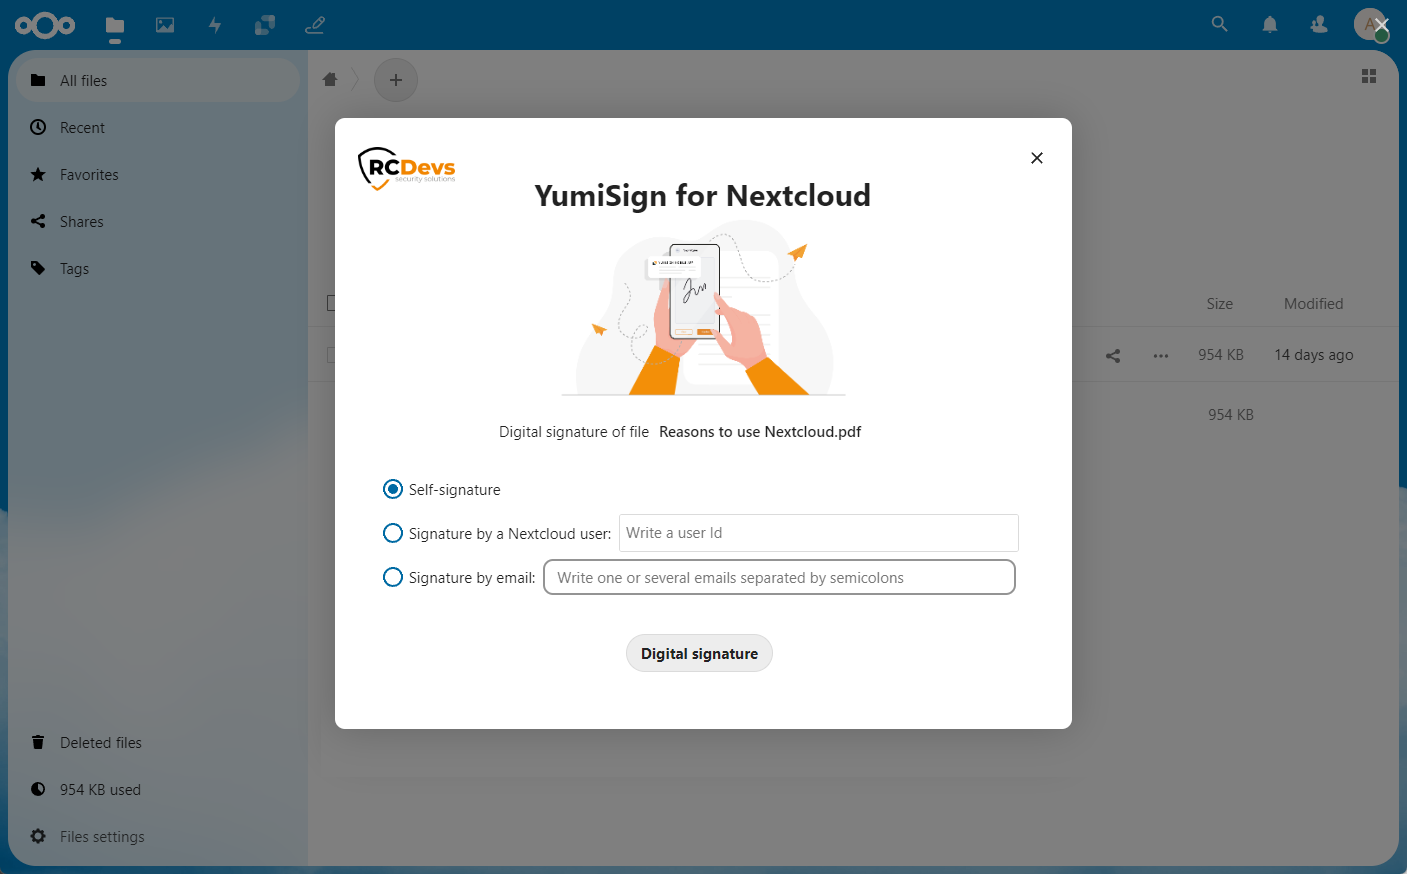 A
All files
Recent
Favorites
Shares
Tags
Deleted files
954 KB used
Files settings
Size Modified
954 KB 14 days ago
954 KB
RCDevs
security solutions
YumiSign for Nextcloud
Digital signature of file Reasons to use Nextcloud.pdf
Self-signature
Signature by a Nextcloud user: Write a user Id
Signature by email: Write one or several emails separated by semicolons
Digital signature